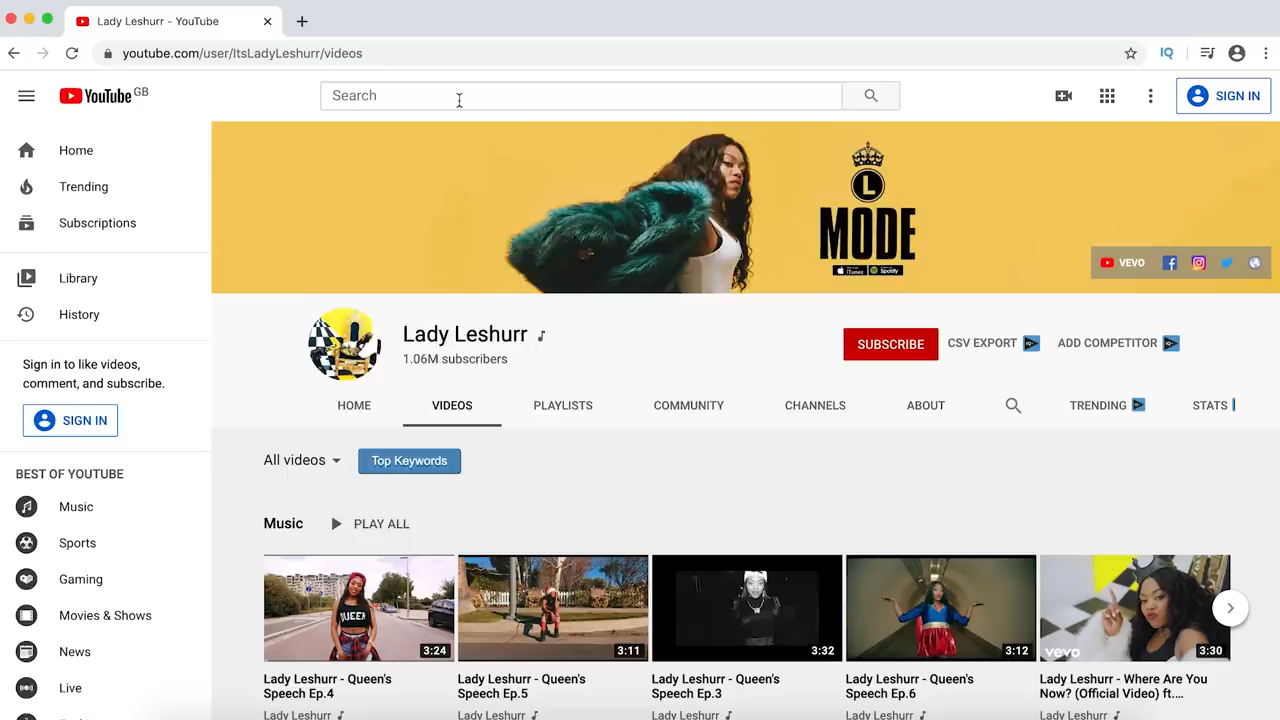 Lady Leshurr - YouTube
youtube.com/user/ItsLadyLeshurr/videos
IQ
YouTube GB
Search
SIGN IN
Home
Trending
Subscriptions
Library
History
Sign in to like videos,
comment, and subscribe.
SIGN IN
BEST OF YOUTUBE
Music
Sports
Gaming
Movies & Shows
News
Live
L
MODE
iTunes
Spotify
VEVO
Lady Leshurr
1.06M subscribers
SUBSCRIBE
CSV EXPORT
ADD COMPETITOR
HOME
VIDEOS
PLAYLISTS
COMMUNITY
CHANNELS
ABOUT
TRENDING
STATS
All videos
Top Keywords
Music
PLAY ALL
QUEEN
3:24
3:11
3:32
3:12
vevo
3:30
Lady Leshurr - Queen's
Speech Ep.4
Lady Leshurr
Lady Leshurr - Queen's
Speech Ep.5
Lady Leshurr
Lady Leshurr - Queen's
Speech Ep.3
Lady Leshurr
Lady Leshurr - Queen's
Speech Ep.6
Lady Leshurr
Lady Leshurr - Where Are You
Now? (Official Video) ft....
Lady Leshurr